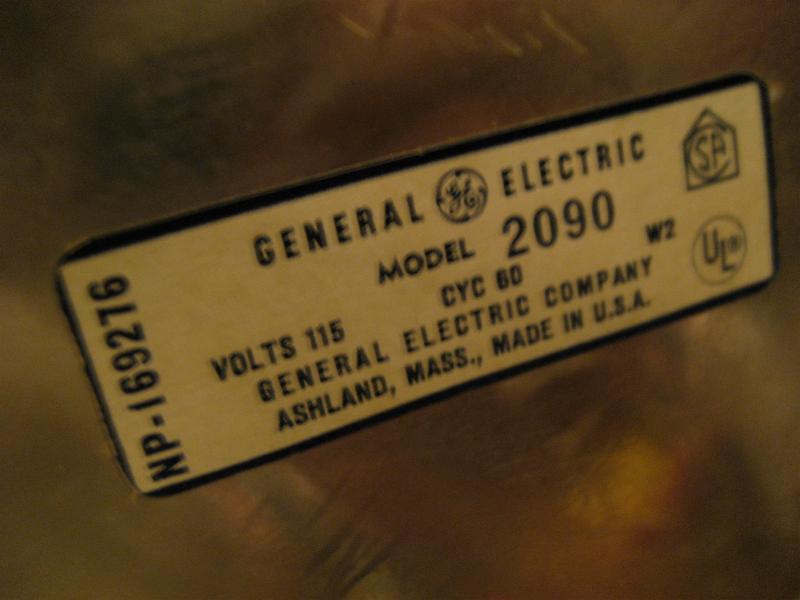 GENERAL GE ELECTRIC
SA
MODEL 2090
W2
UL®
VOLTS 115
CYC 60
GENERAL ELECTRIC COMPANY
ASHLAND, MASS., MADE IN U.S.A.
NP-169276